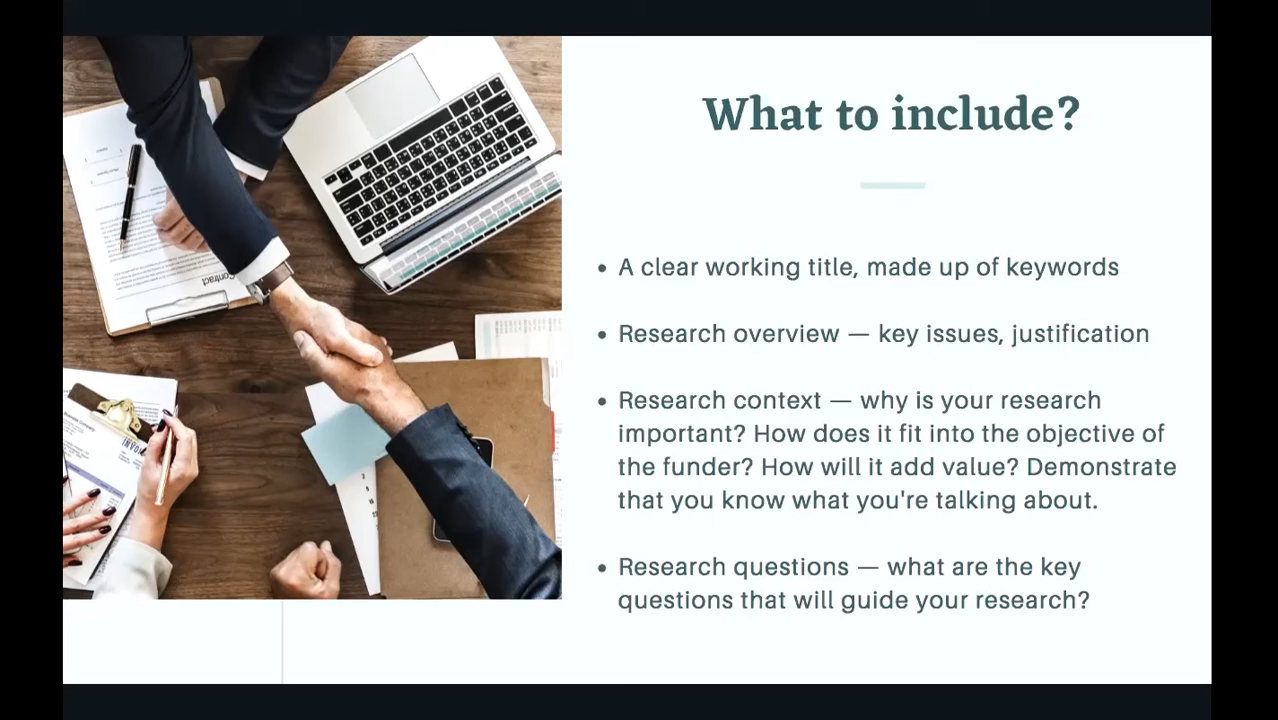 What to include?
• A clear working title, made up of keywords
• Research overview — key issues, justification
• Research context — why is your research
important? How does it fit into the objective of
the funder? How will it add value? Demonstrate
that you know what you're talking about.
• Research questions — what are the key
questions that will guide your research?
Contract